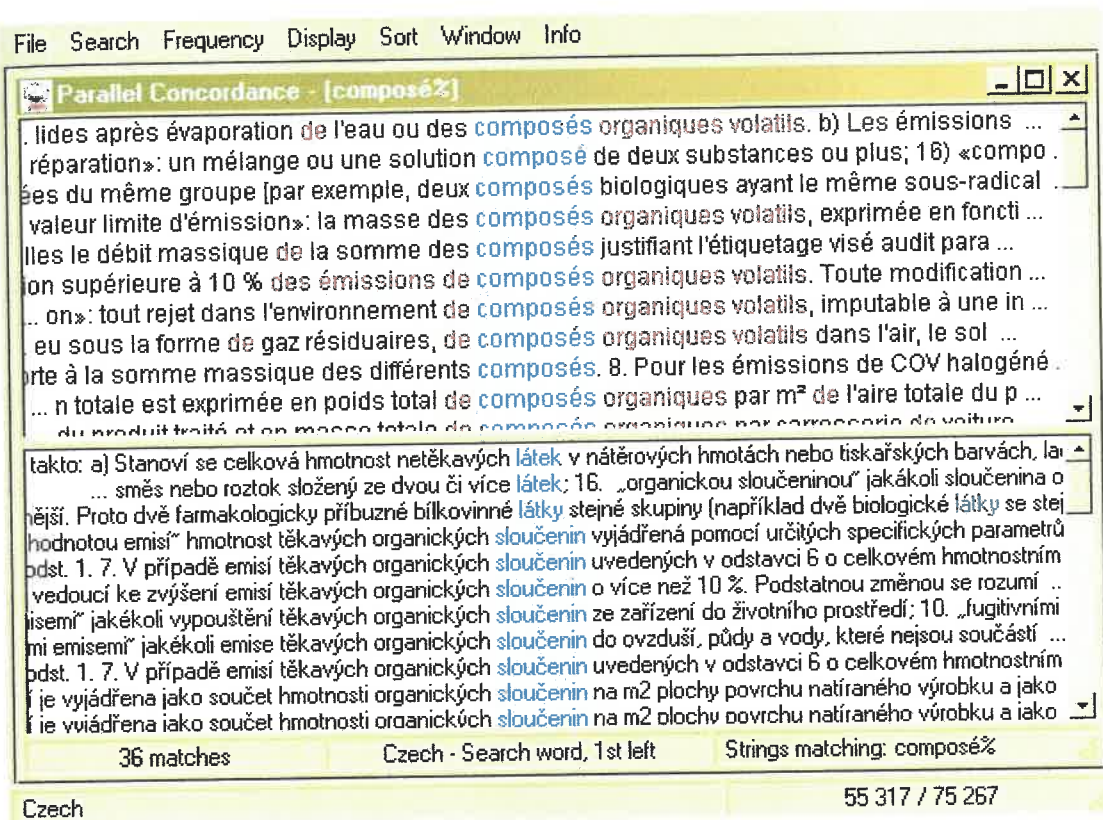 File Search Frequency Display Sort Window Info
Parallel Concordance - [composé%]
. lides après évaporation de l'eau ou des composés organiques volatils. b) Les émissions ...
réparation»: un mélange ou une solution composé de deux substances ou plus; 16) «compo .
ées du même groupe (par exemple, deux composés biologiques ayant le même sous-radical .
valeur limite d'émission»: la masse des composés organiques volatils, exprimée en foncti ...
lles le débit massique de la somme des composés justifiant l'étiquetage visé audit para ...
ion supérieure à 10 % des émissions de composés organiques volatils. Toute modification ...
... on»: tout rejet dans l'environnement de composés organiques volatils, imputable à une in ...
. eu sous la forme de gaz résiduaires, de composés organiques volatils dans l'air, le sol ...
orte à la somme massique des différents composés. 8. Pour les émissions de COV halogéné .
... n totale est exprimée en poids total de composés organiques par m² de l'aire totale du p ...
du produit traité et en masse totale de composés organiques par carrosserie de voiture
takto: a) Stanoví se celková hmotnost netěkavých látek v nátěrových hmotách nebo tiskařských barvách, la
... směs nebo roztok složený ze dvou či více látek; 16. „organickou sloučeninou" jakákoli sloučenina o
nější. Proto dvě farmakologicky příbuzné bílkovinné látky stejné skupiny (například dvě biologické látky se stej
hodnotou emisí" hmotnost těkavých organických sloučenin vyjádřená pomocí určitých specifických parametrů
odst. 1. 7. V případě emisí těkavých organických sloučenin uvedených v odstavci 6 o celkovém hmotnostním
vedoucí ke zvýšení emisí těkavých organických sloučenin o více než 10 %. Podstatnou změnou se rozumí ..
nisemi" jakékoli vypouštění těkavých organických sloučenin ze zařízení do životního prostředí; 10. „fugitivními
mi emisemi" jakékoli emise těkavých organických sloučenin do ovzduší, půdy a vody, které nejsou součástí ...
odst. 1. 7. V případě emisí těkavých organických sloučenin uvedených v odstavci 6 o celkovém hmotnostním
í je vyjádřena jako součet hmotnosti organických sloučenin na m2 plochy povrchu natíraného výrobku a jako
í je vyjádřena jako součet hmotnosti organických sloučenin na m2 plochy povrchu natíraného výrobku a jako
36 matches Czech - Search word, 1st left Strings matching: composé%
Czech 55 317 / 75 267